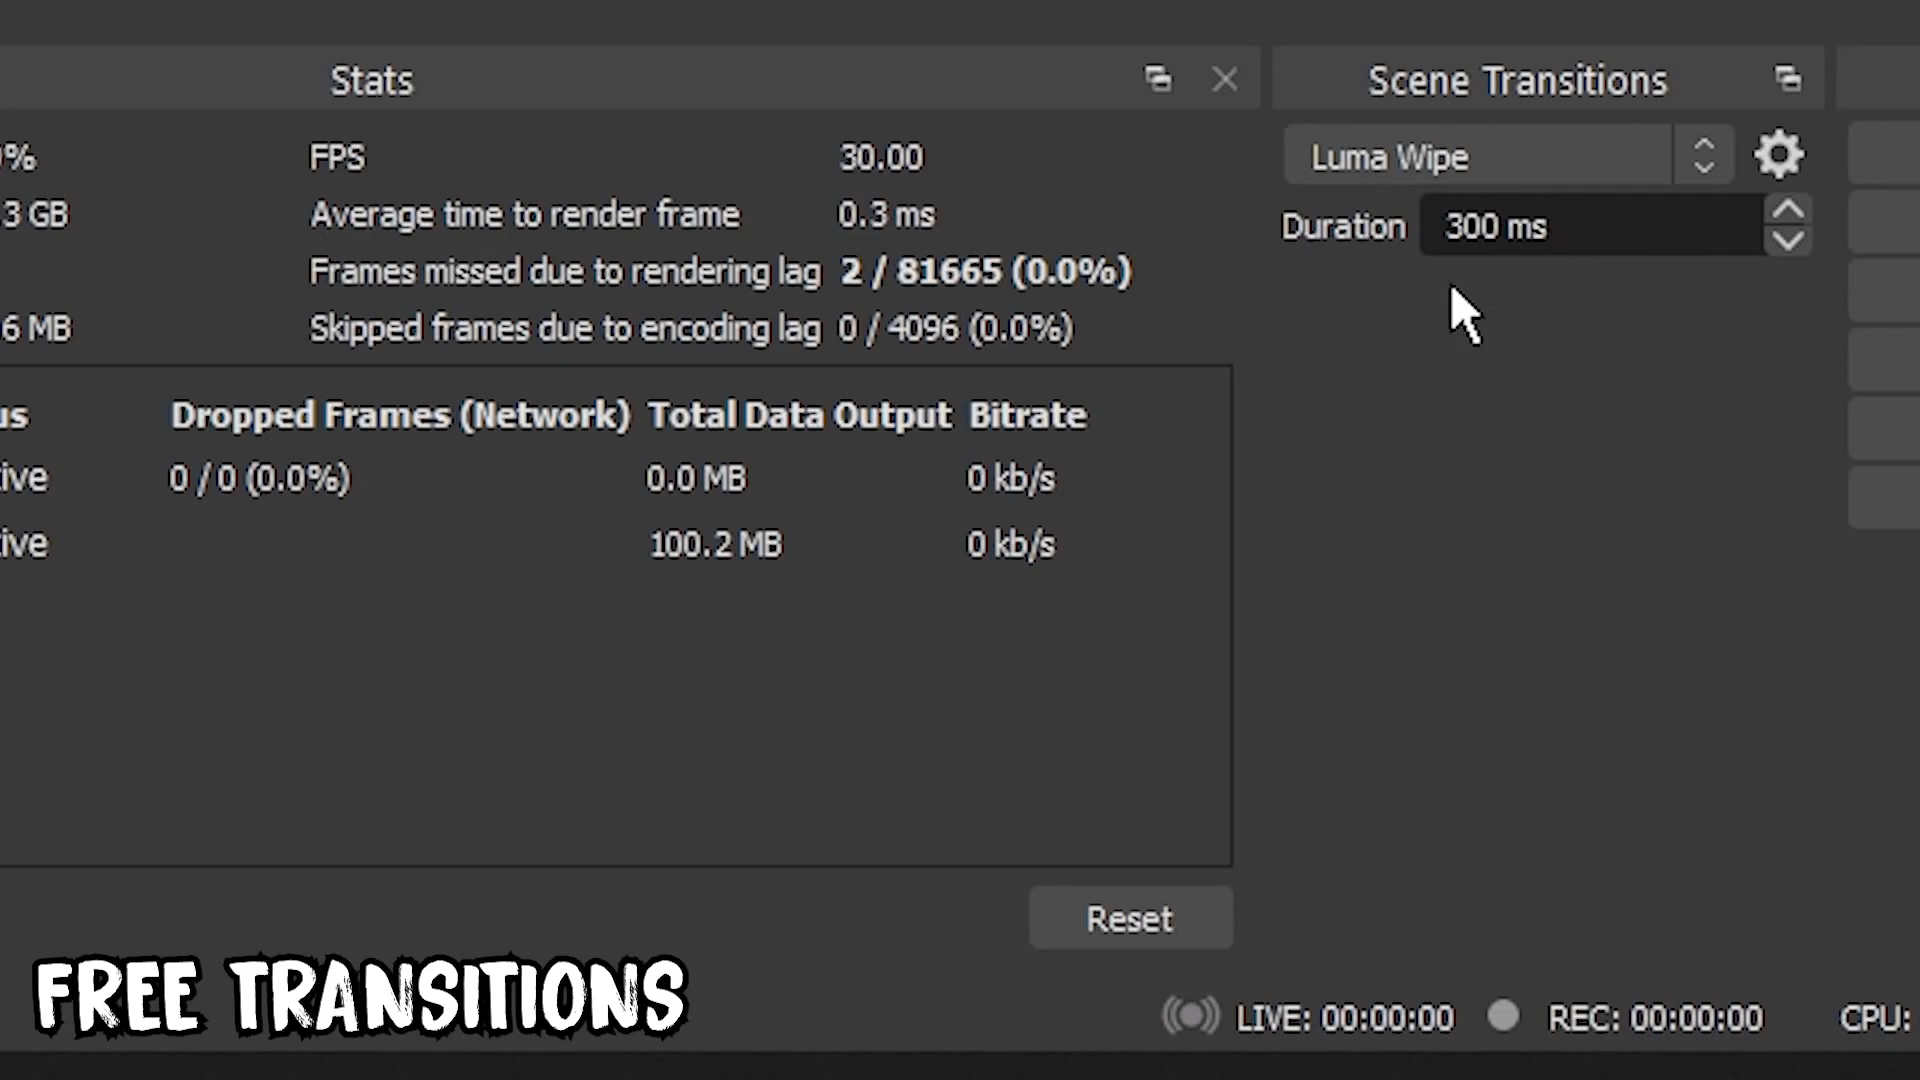 Stats
Scene Transitions
%
FPS
30.00
Luma Wipe
3 GB
Average time to render frame
0.3 ms
Duration
300 ms
Frames missed due to rendering lag
2 / 81665 (0.0%)
6 MB
Skipped frames due to encoding lag
0 / 4096 (0.0%)
us
Dropped Frames (Network)
Total Data Output
Bitrate
tive
0 / 0 (0.0%)
0.0 MB
0 kb/s
tive
100.2 MB
0 kb/s
Reset
FREE TRANSITIONS
LIVE: 00:00:00
REC: 00:00:00
CPU: